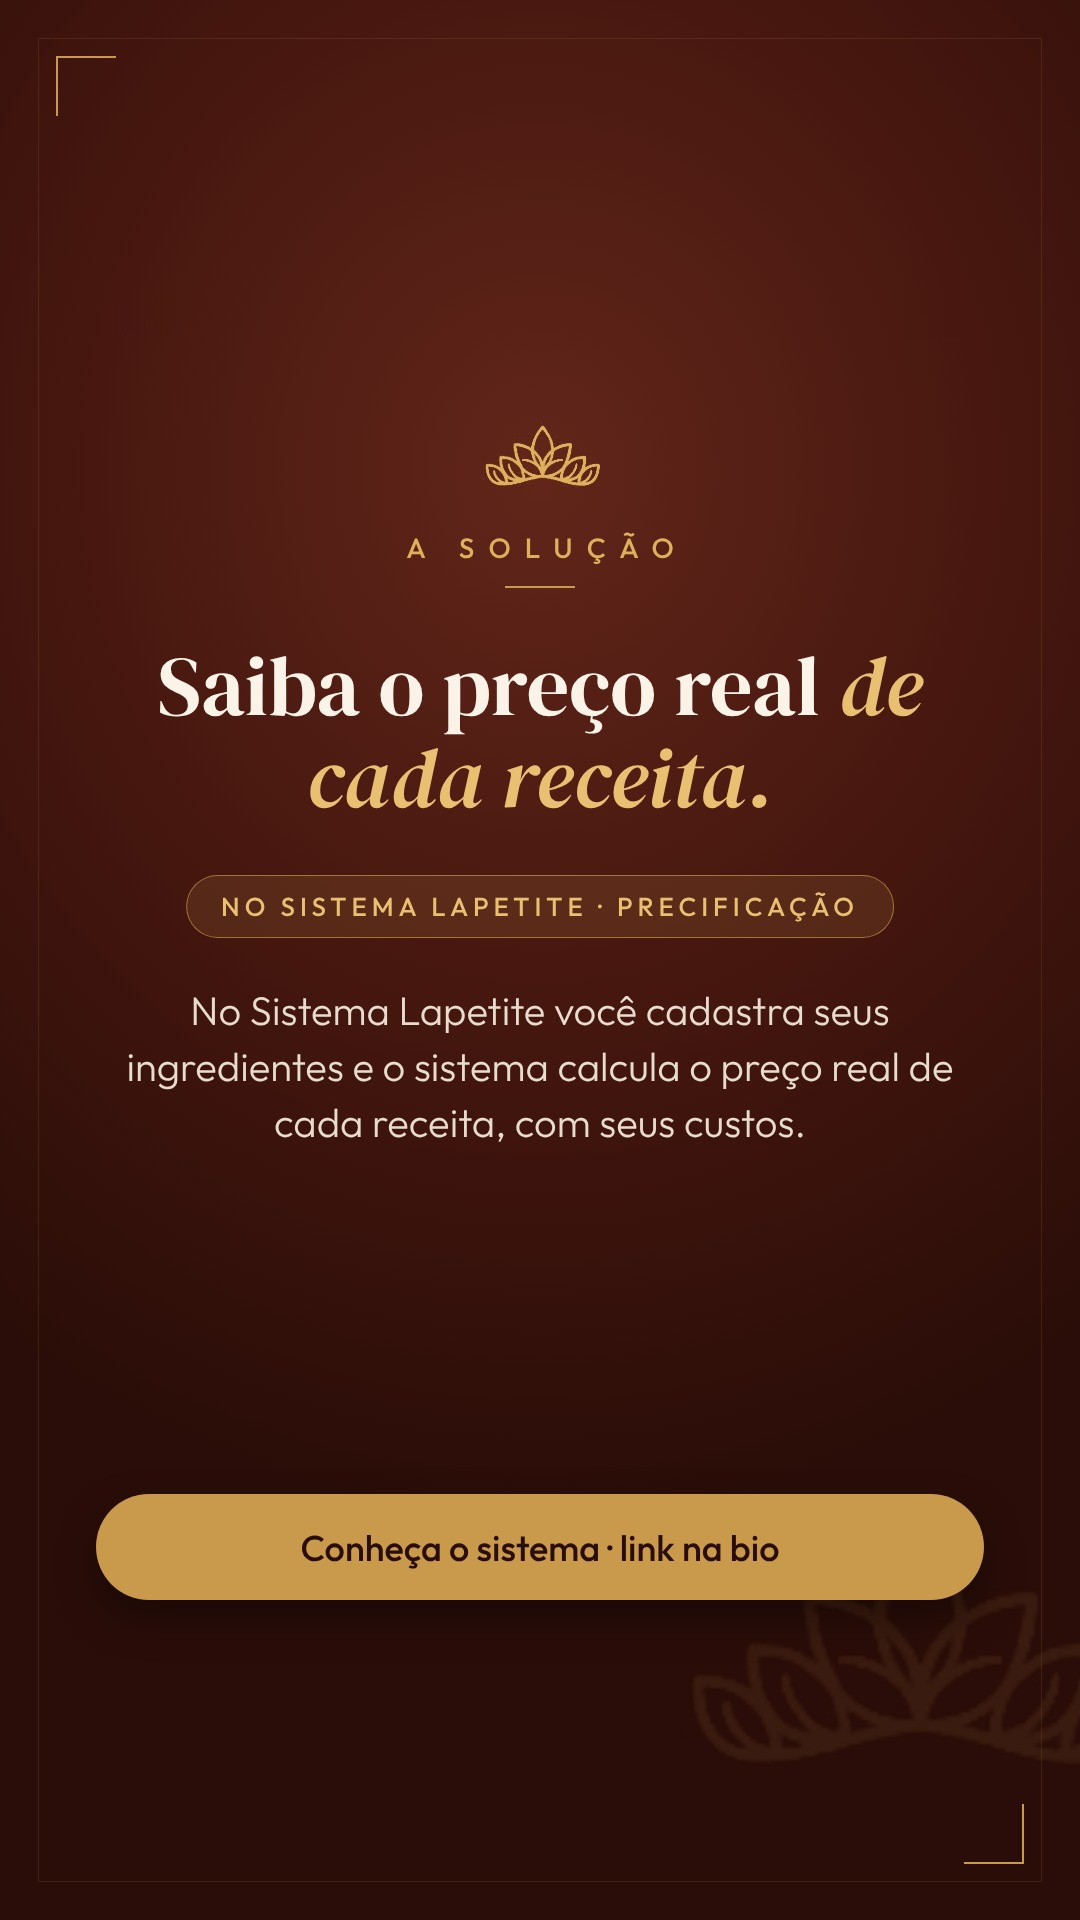 A SOLUÇÃO
Saiba o preço real de
cada receita.
NO SISTEMA LAPETITE · PRECIFICAÇÃO
No Sistema Lapetite você cadastra seus
ingredientes e o sistema calcula o preço real de
cada receita, com seus custos.
Conheça o sistema · link na bio